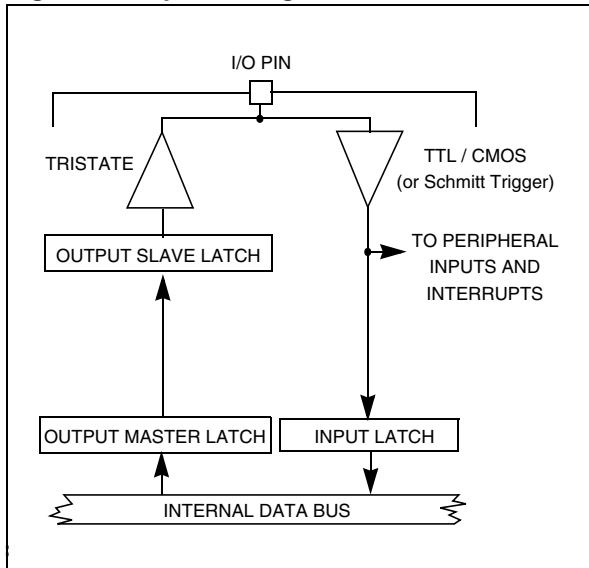 I/O PIN
TRISTATE
TTL / CMOS
(or Schmitt Trigger)
TO PERIPHERAL
INPUTS AND
INTERRUPTS
OUTPUT SLAVE LATCH
OUTPUT MASTER LATCH
INPUT LATCH
INTERNAL DATA BUS